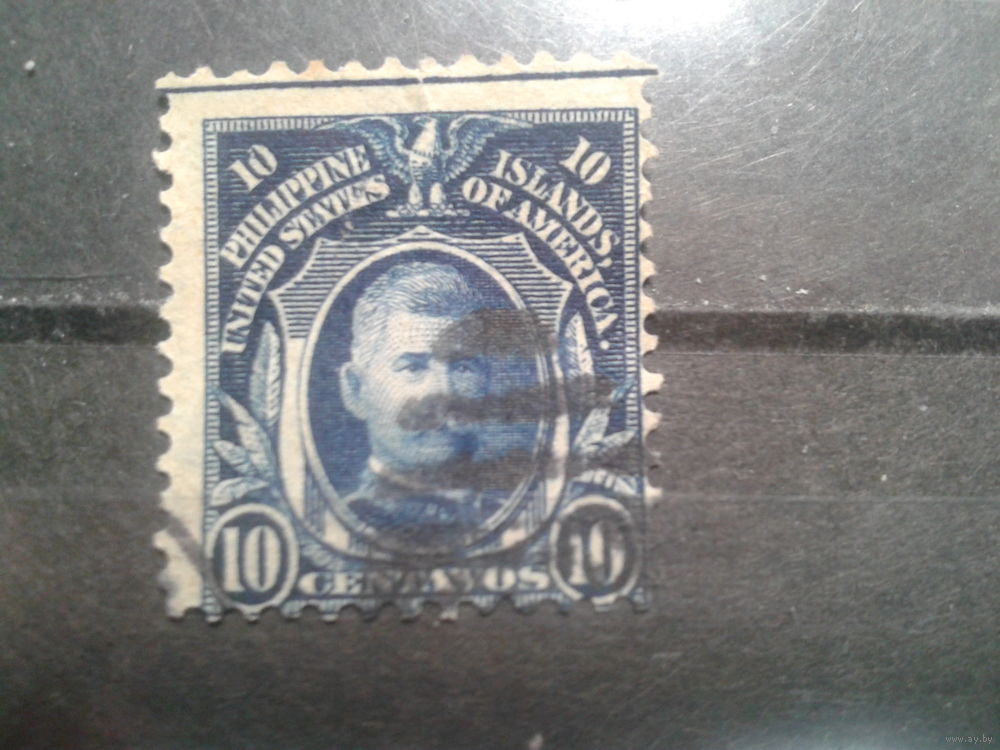 10
10
PHILIPPINE ISLANDS,
UNITED STATES OF AMERICA.
10 CENTAVOS 10
www.ay.by